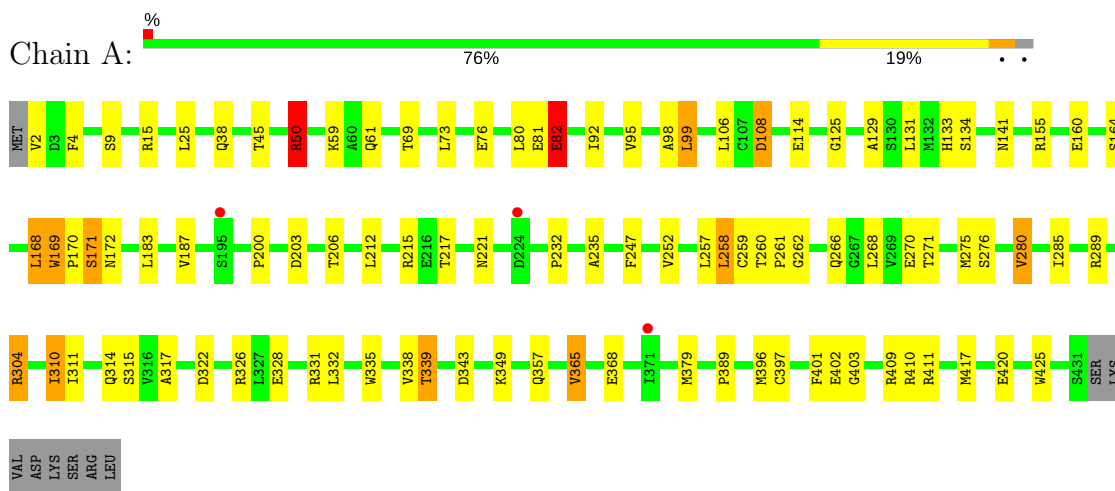 %
Chain A:
76% 19% • •
MET V2 D3 F4 S9 R15 L25 Q38 T45 R50 K59 A60 Q61 T69 L73 E76 L80 E81 E82 I92 V95 A98 L99 L106 C107 D108 E114 G125 A129 S130 L131 M132 H133 S134 N141 R155 E160 S164
L168 W169 P170 S171 N172 L183 V187 S195 P200 D203 T206 L212 R215 E216 T217 N221 D224 P232 A235 F247 V252 L257 L258 C259 T260 P261 G262 Q266 G267 L268 V269 E270 T271 M275 S276 V280 I285 R289
R304 I310 I311 Q314 S315 V316 A317 D322 R326 L327 E328 R331 L332 W335 V338 T339 D343 K349 Q357 V365 E368 I371 M379 P389 M396 C397 F401 E402 G403 R409 R410 R411 M417 E420 W425 S431 SER LYS
VAL ASP LYS SER ARG LEU